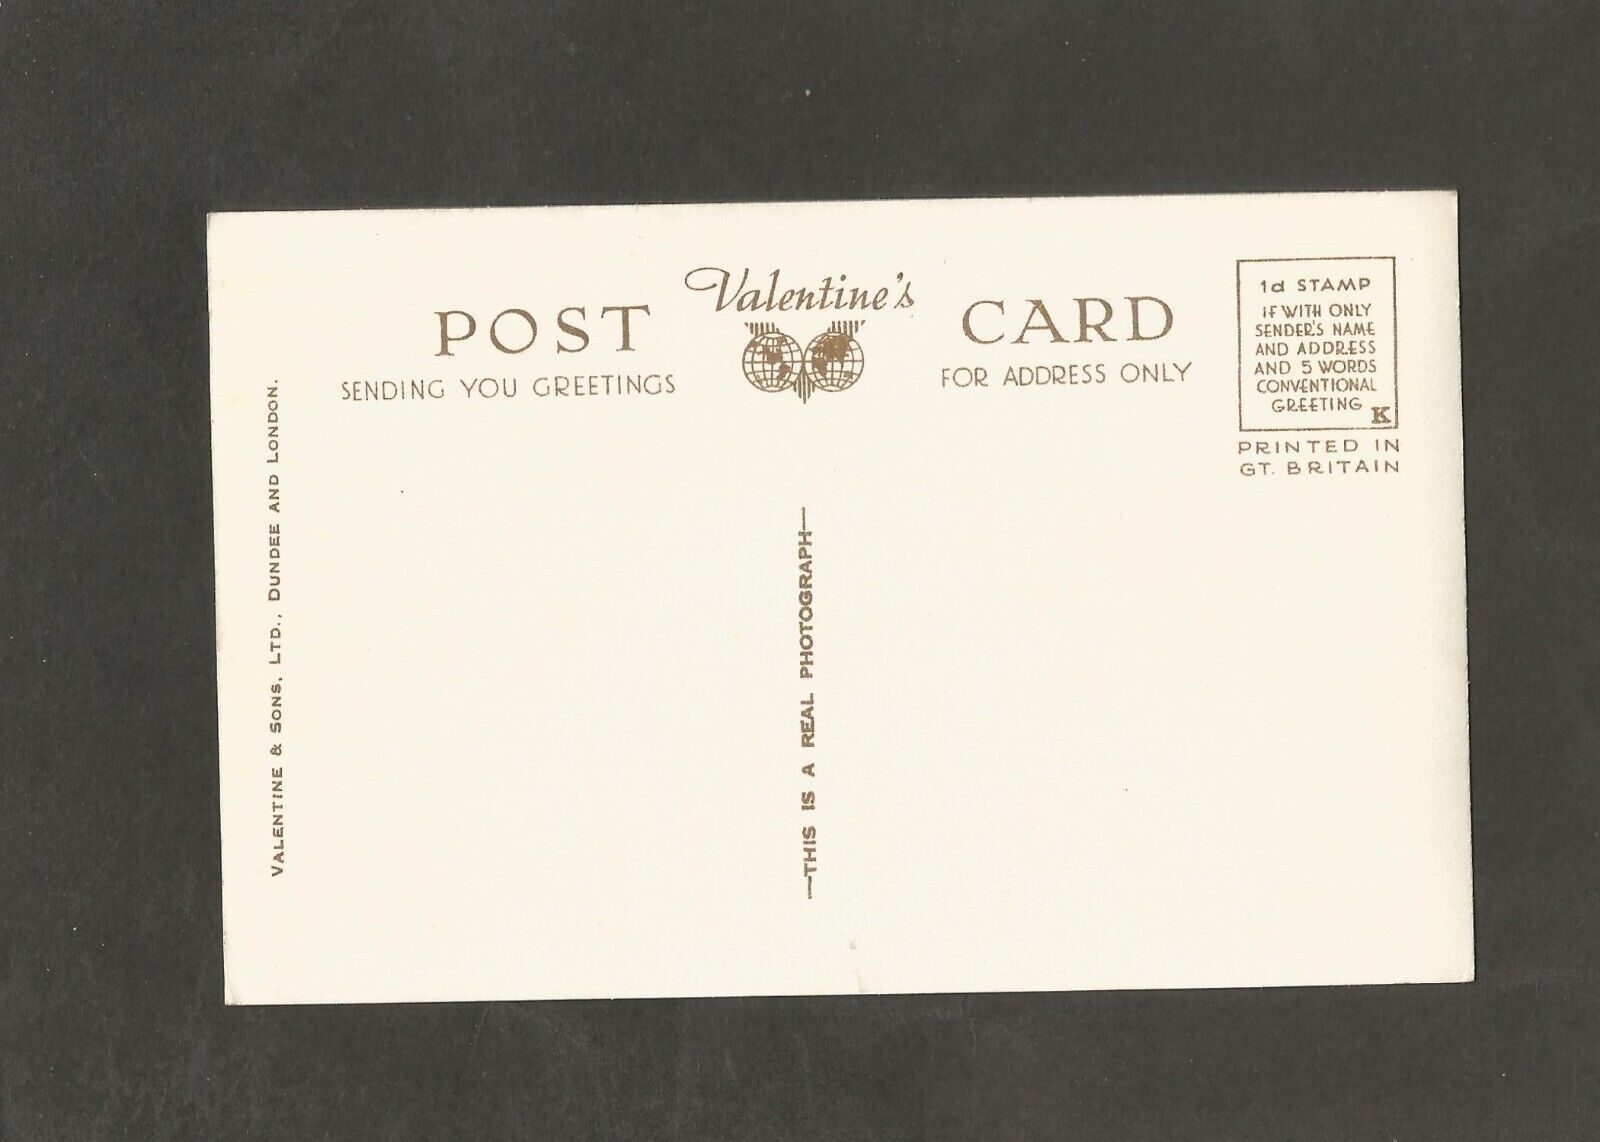 Valentine's
POST CARD
SENDING YOU GREETINGS
FOR ADDRESS ONLY
1d STAMP
IF WITH ONLY
SENDER'S NAME
AND ADDRESS
AND 5 WORDS
CONVENTIONAL
GREETING
K
PRINTED IN
GT. BRITAIN
VALENTINE & SONS, LTD., DUNDEE AND LONDON.
—THIS IS A REAL PHOTOGRAPH—